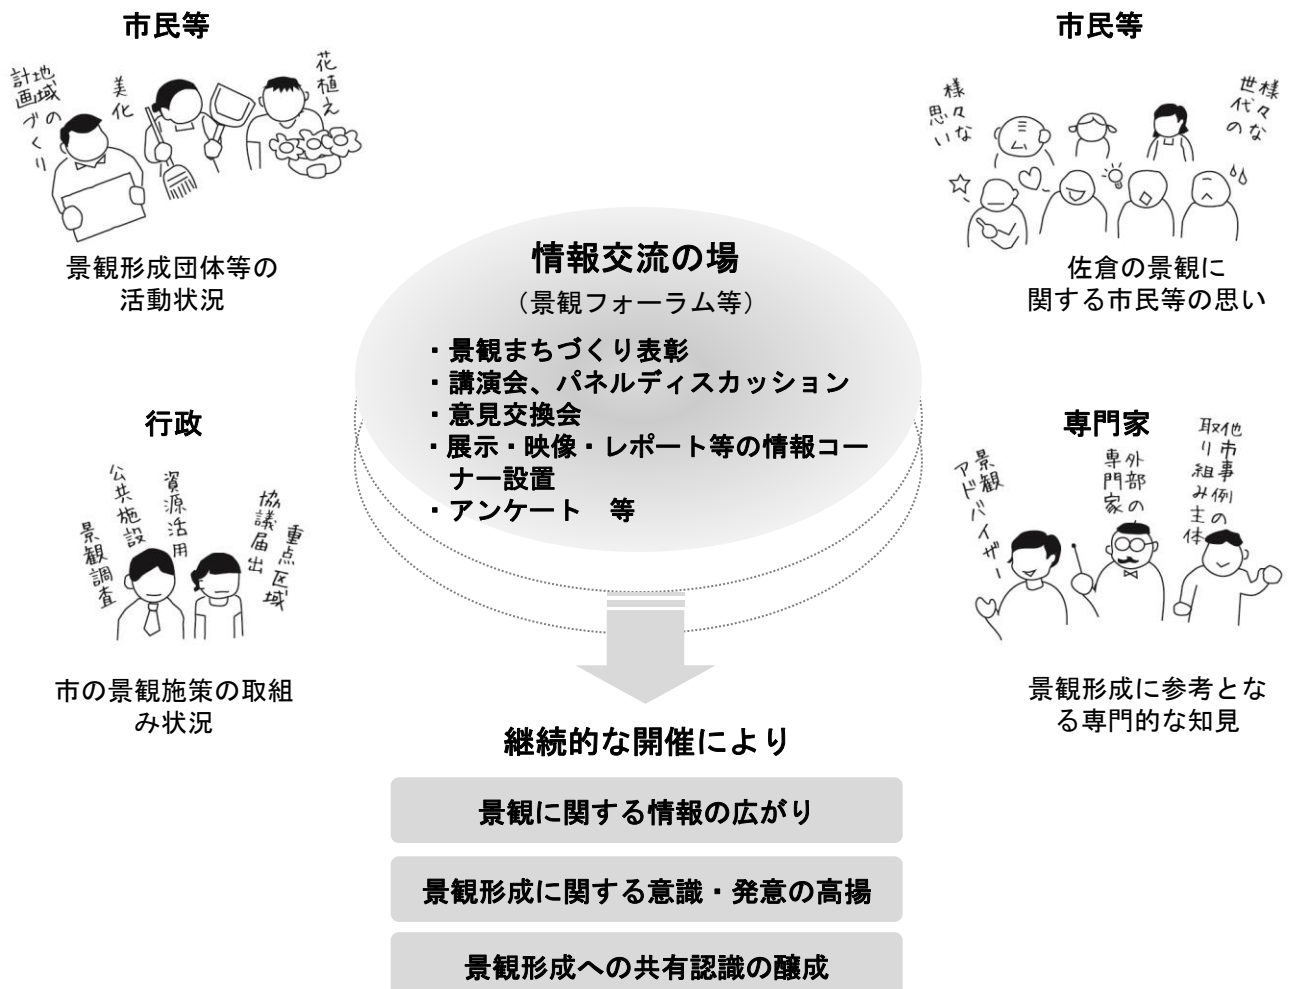 市民等
地域の
計画づくり
美化
花植え
景観形成団体等の
活動状況
市民等
様々な
思い
様々な
世代の
佐倉の景観に
関する市民等の思い
情報交流の場
（景観フォーラム等）
・景観まちづくり表彰
・講演会、パネルディスカッション
・意見交換会
・展示・映像・レポート等の情報コー
ナー設置
・アンケート　等
行政
景観調査
公共施設
資源活用
協議届出
重点区域
市の景観施策の取組
み状況
専門家
景観
アドバイザー
外部の
専門家
他市事例の
取り組み主体
景観形成に参考とな
る専門的な知見
継続的な開催により
景観に関する情報の広がり
景観形成に関する意識・発意の高揚
景観形成への共有認識の醸成